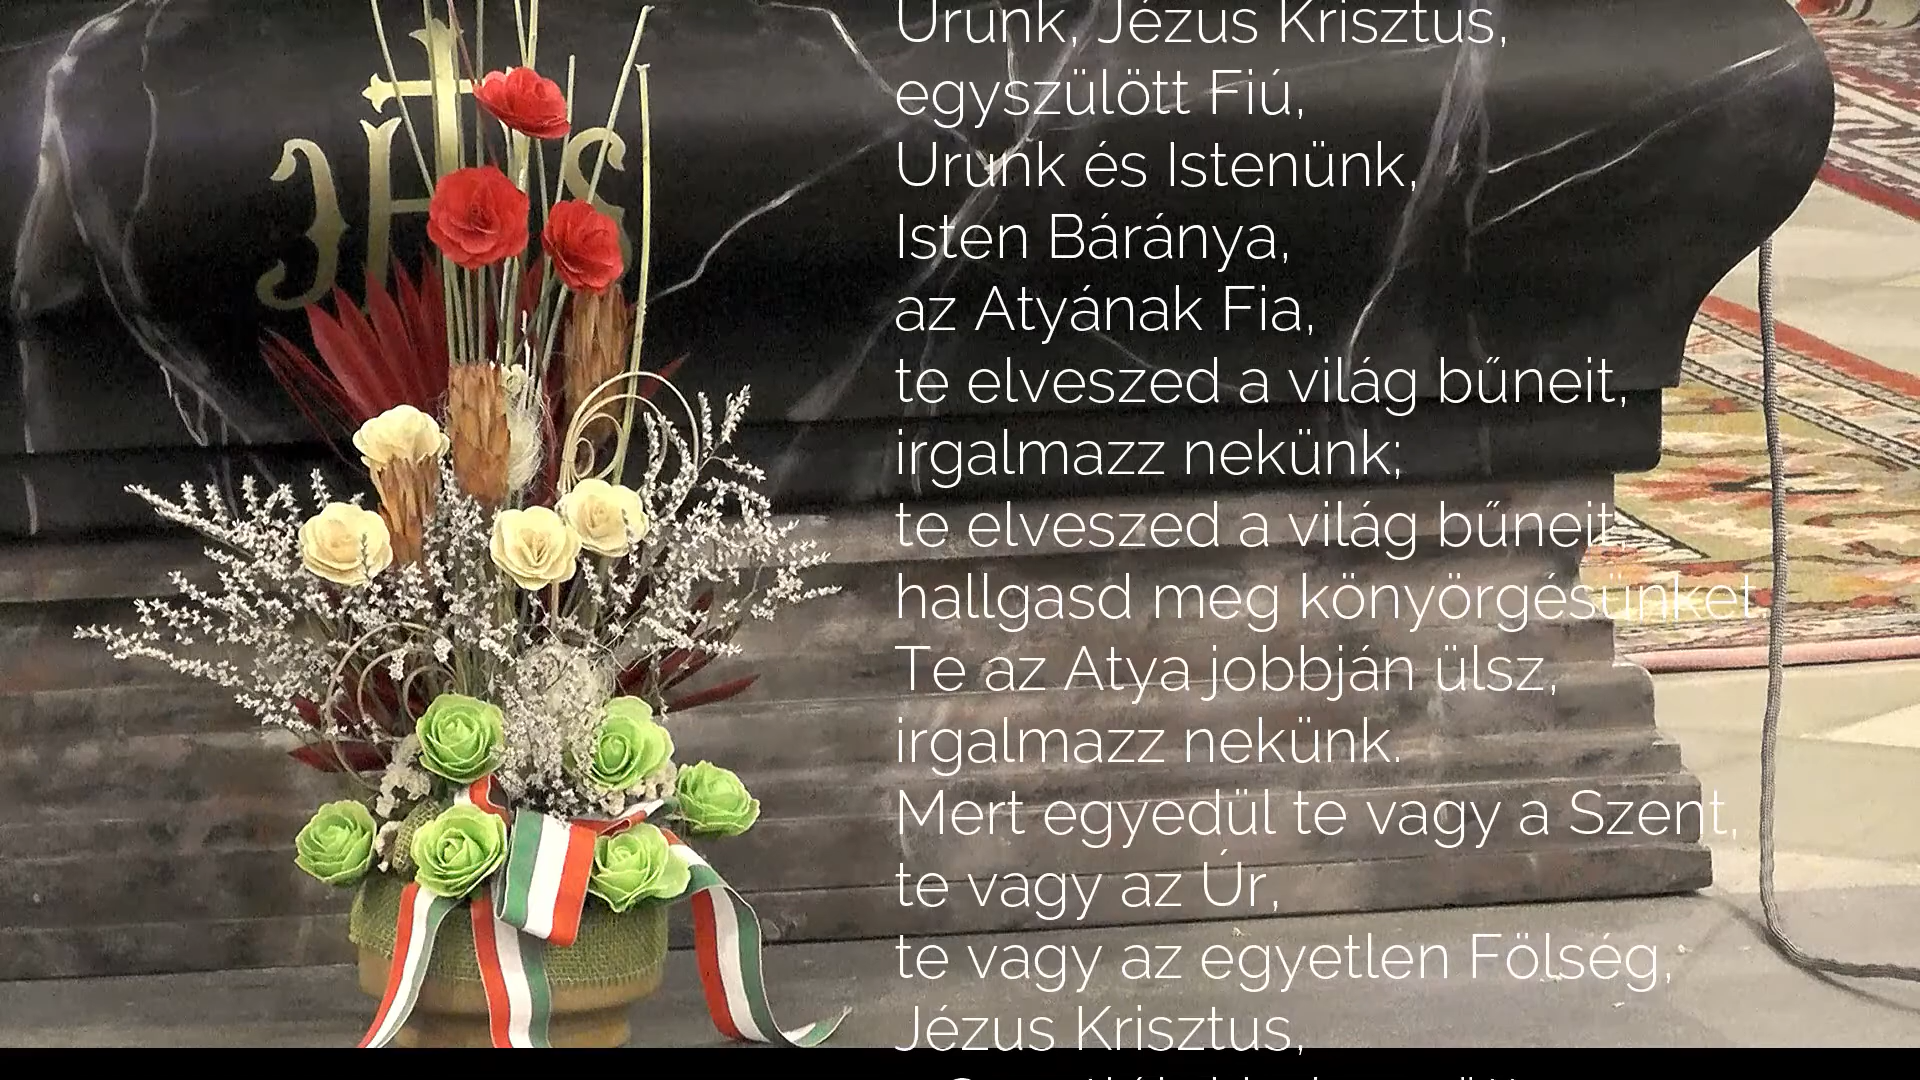 JHS
Urunk, Jézus Krisztus,
egyszülött Fiú,
Urunk és Istenünk,
Isten Báránya,
az Atyának Fia,
te elveszed a világ bűneit,
irgalmazz nekünk;
te elveszed a világ bűneit,
hallgasd meg könyörgésünket.
Te az Atya jobbján ülsz,
irgalmazz nekünk.
Mert egyedül te vagy a Szent,
te vagy az Úr,
te vagy az egyetlen Fölség,
Jézus Krisztus,